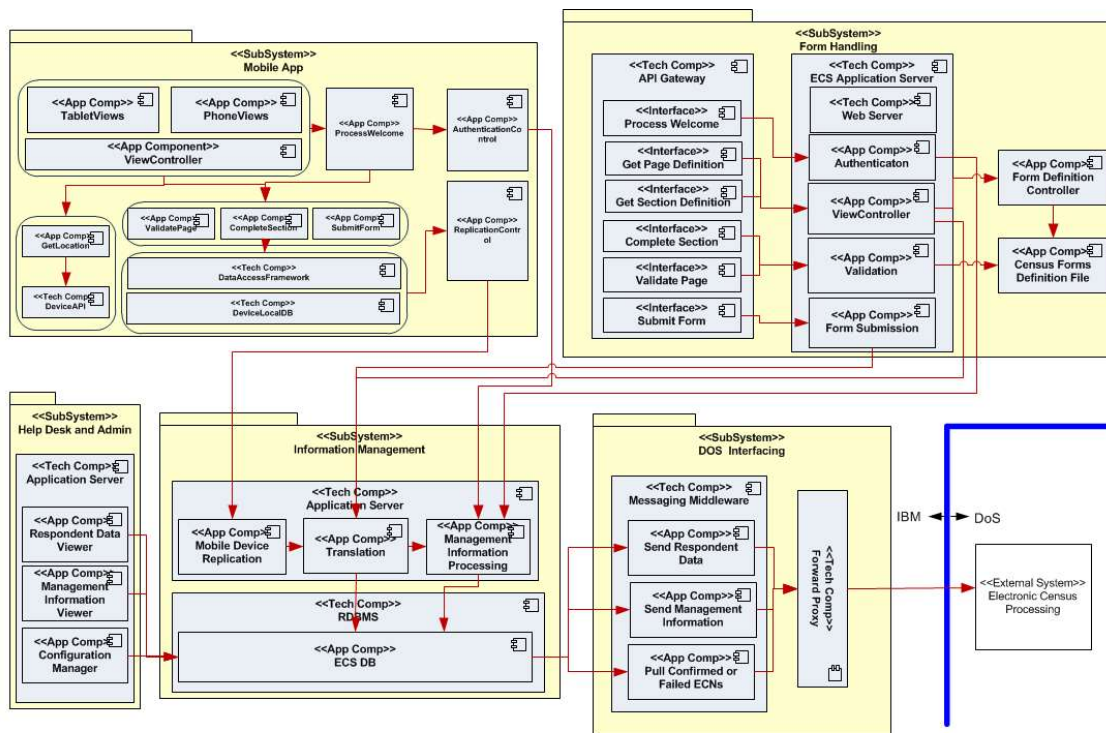 <<SubSystem>>
Mobile App
<<App Comp>>
TabletViews
<<App Comp>>
PhoneViews
<<App Component>>
ViewController
<<App Comp>>
ProcessWelcome
<<App Comp>>
AuthenticationCo
ntrol
<<App Comp>>
GetLocation
<<Tech Comp>>
DeviceAPI
<<App Comp>>
ValidatePage
<<App Comp>>
CompleteSection
<<App Comp>>
SubmitForm
<<Tech Comp>>
DataAccessFramework
<<Tech Comp>>
DeviceLocalDB
<<App Comp>>
ReplicationContr
ol
<<SubSystem>>
Form Handling
<<Tech Comp>>
API Gateway
<<Interface>>
Process Welcome
<<Interface>>
Get Page Definition
<<Interface>>
Get Section Definition
<<Interface>>
Complete Section
<<Interface>>
Validate Page
<<Interface>>
Submit Form
<<Tech Comp>>
ECS Application Server
<<Tech Comp>>
Web Server
<<App Comp>>
Authenticaton
<<App Comp>>
ViewController
<<App Comp>>
Validation
<<App Comp>>
Form Submission
<<App Comp>>
Form Definition
Controller
<<App Comp>>
Census Forms
Definition File
<<SubSystem>>
Help Desk and Admin
<<Tech Comp>>
Application Server
<<App Comp>>
Respondent Data
Viewer
<<App Comp>>
Management
Information
Viewer
<<App Comp>>
Configuration
Manager
<<SubSystem>>
Information Management
<<Tech Comp>>
Application Server
<<App Comp>>
Mobile Device
Replication
<<App Comp>>
Translation
<<App Comp>>
Management
Information
Processing
<<Tech Comp>>
RDBMS
<<App Comp>>
ECS DB
<<SubSystem>>
DOS Interfacing
<<Tech Comp>>
Messaging Middleware
<<App Comp>>
Send Respondent
Data
<<App Comp>>
Send Management
Information
<<App Comp>>
Pull Confirmed or
Failed ECNs
<<Tech Comp>>
Forward Proxy
IBM
DoS
<<External System>>
Electronic Census
Processing